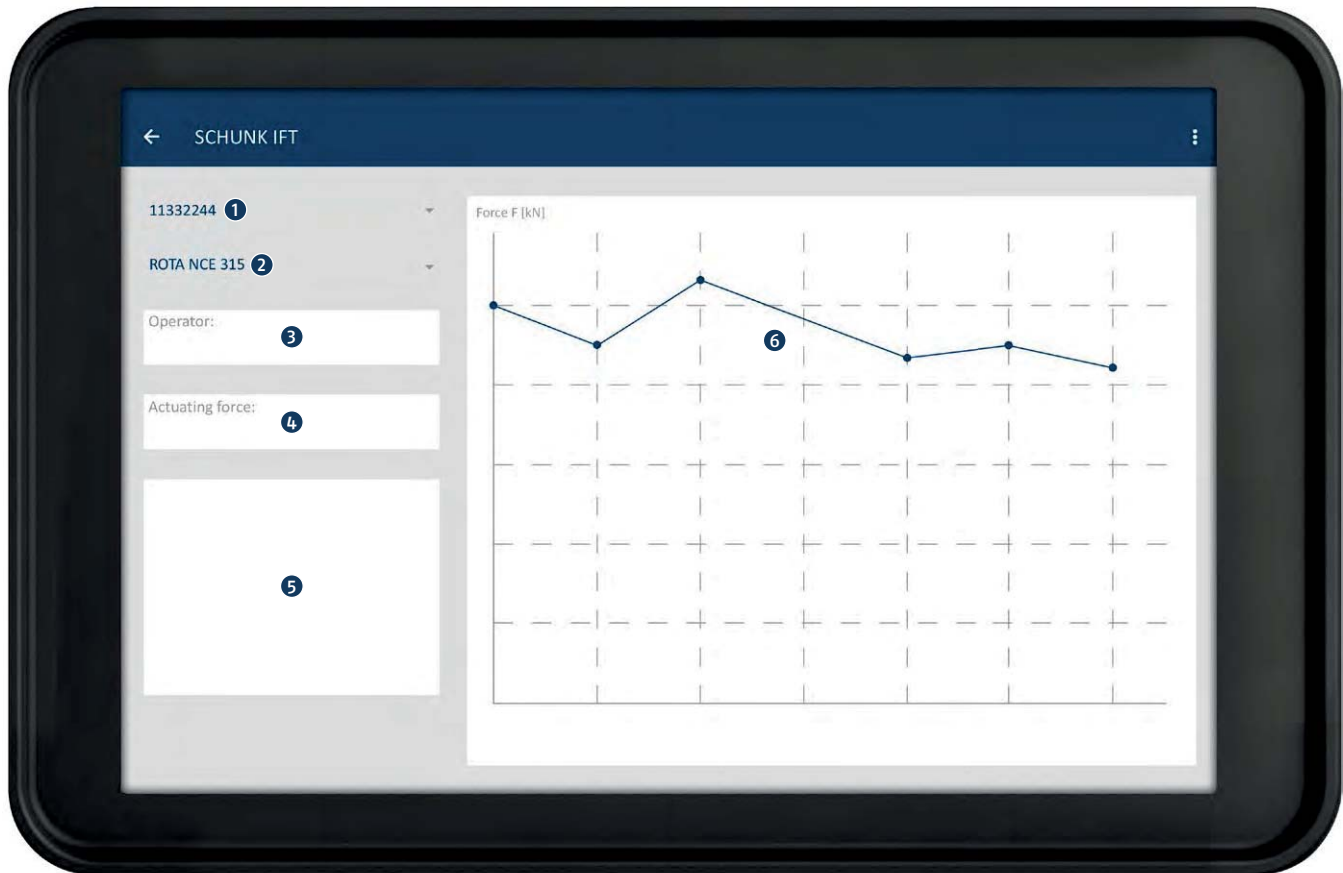 SCHUNK IFT
11332244 1
ROTA NCE 315 2
Operator:
3
Actuating force:
4
5
Force F [kN]
6